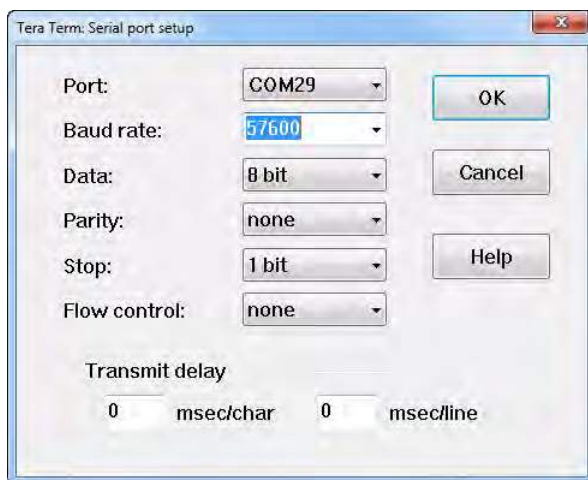 Tera Term: Serial port setup
Port: COM29
OK
Baud rate: 57600
Data: 8 bit
Cancel
Parity: none
Stop: 1 bit
Help
Flow control: none
Transmit delay
0 msec/char 0 msec/line